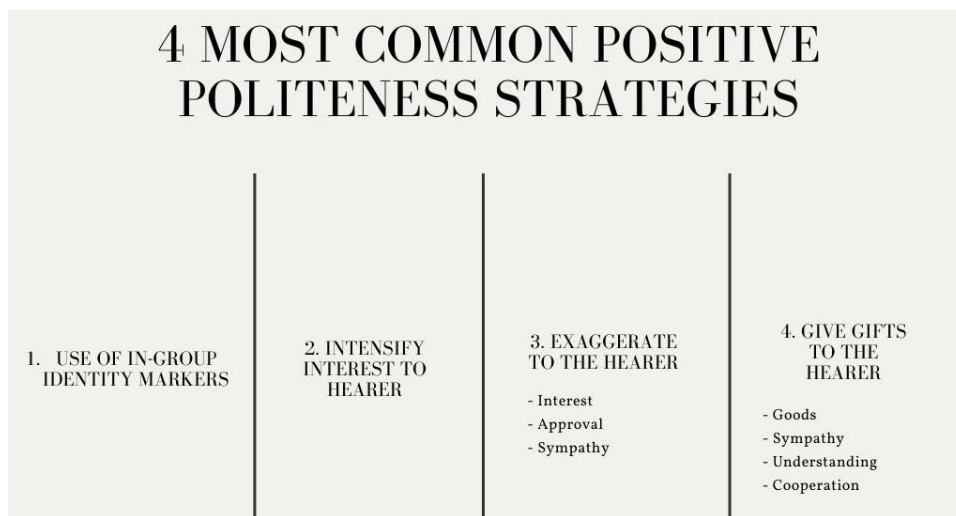 4 MOST COMMON POSITIVE
POLITENESS STRATEGIES
1. USE OF IN-GROUP
IDENTITY MARKERS
2. INTENSIFY
INTEREST TO
HEARER
3. EXAGGERATE
TO THE HEARER
- Interest
- Approval
- Sympathy
4. GIVE GIFTS
TO THE
HEARER
- Goods
- Sympathy
- Understanding
- Cooperation